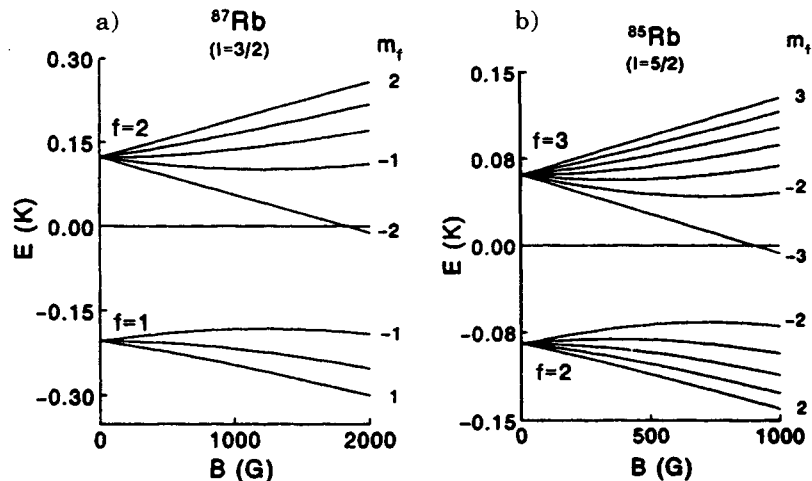 a)
87Rb
(I=3/2)
mf
E (K)
0.30
0.15
0.00
−0.15
−0.30
f=2
f=1
2
-1
-2
-1
1
0
1000
2000
B (G)
b)
85Rb
(I=5/2)
mf
E (K)
0.15
0.08
0.00
−0.08
−0.15
f=3
f=2
3
-2
-3
-2
2
0
500
1000
B (G)